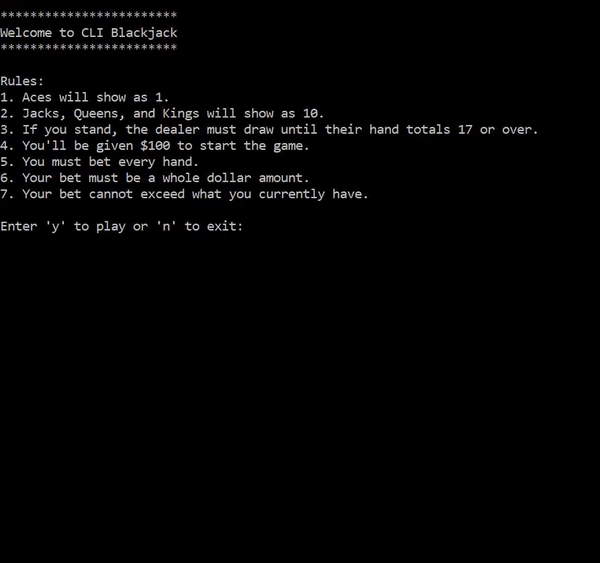 ************************
Welcome to CLI Blackjack
************************
Rules:
1. Aces will show as 1.
2. Jacks, Queens, and Kings will show as 10.
3. If you stand, the dealer must draw until their hand totals 17 or over.
4. You'll be given $100 to start the game.
5. You must bet every hand.
6. Your bet must be a whole dollar amount.
7. Your bet cannot exceed what you currently have.
Enter 'y' to play or 'n' to exit: